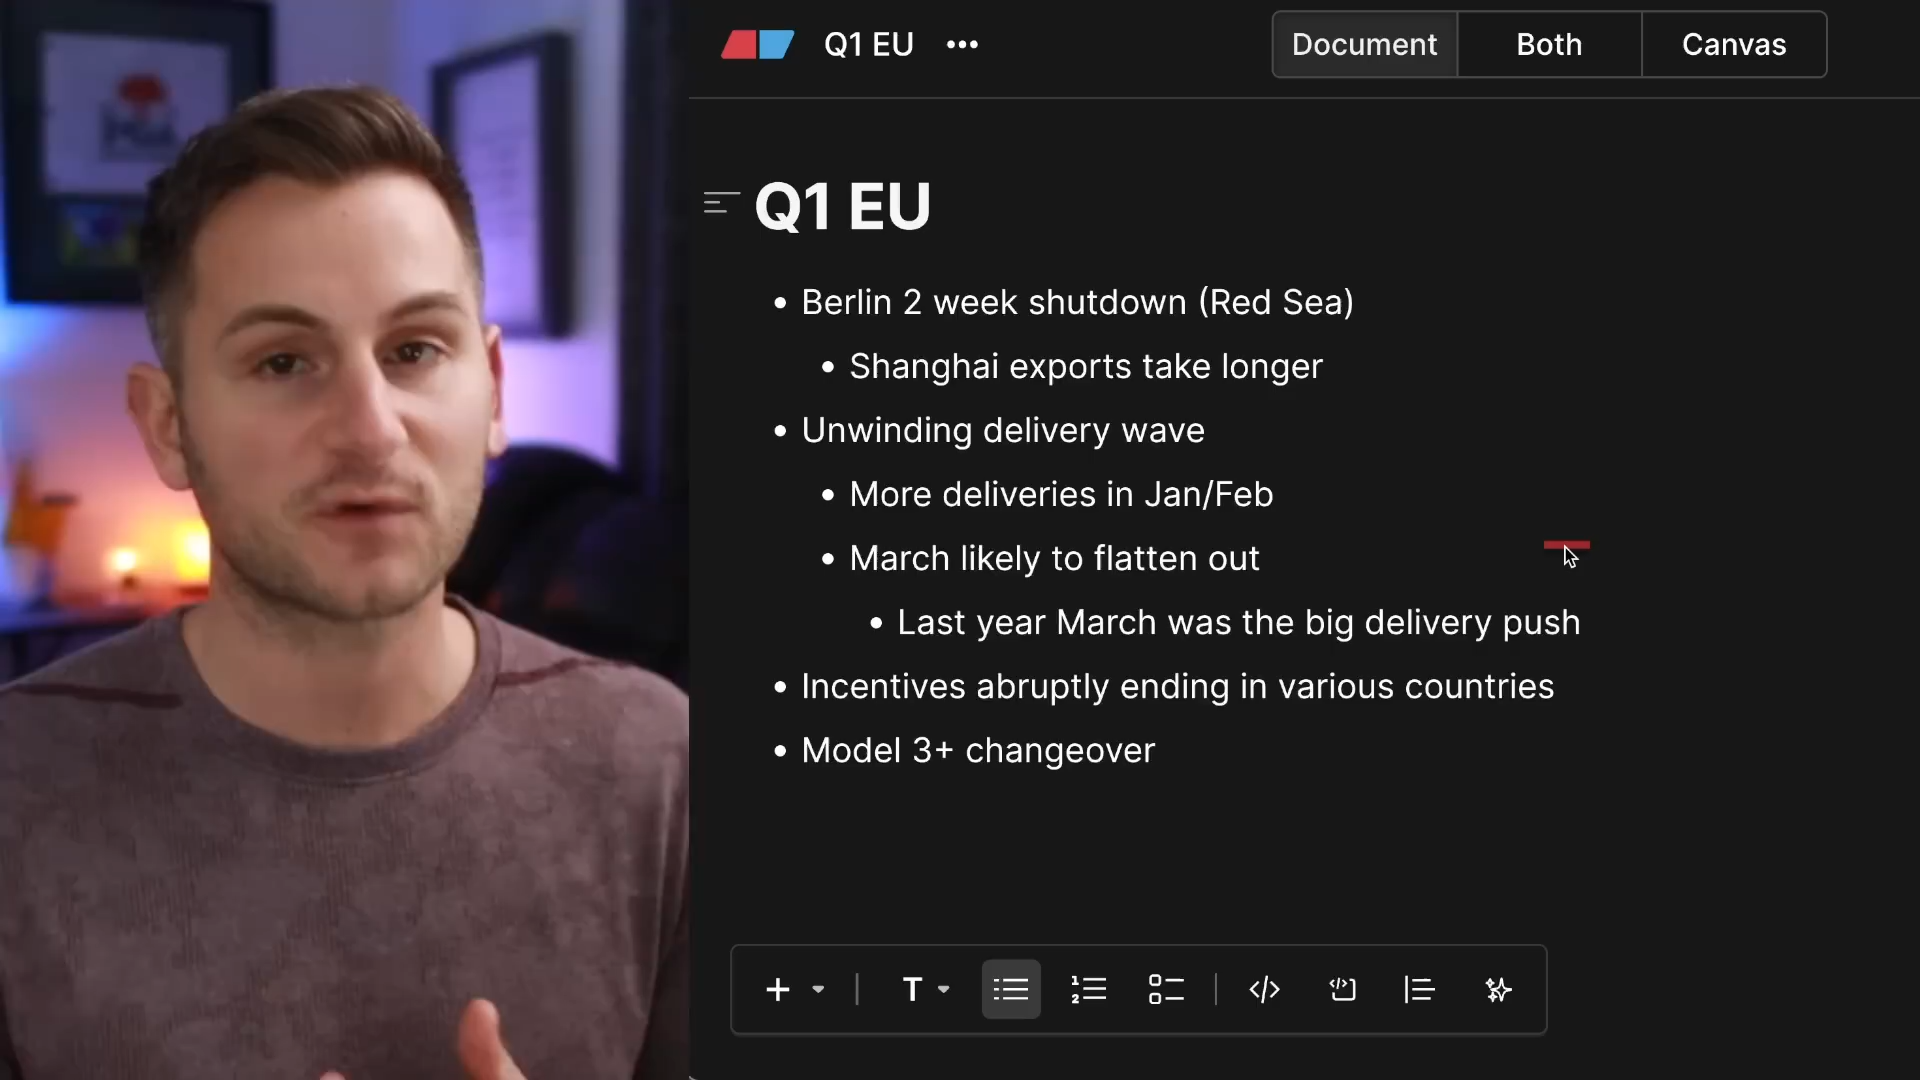 Q1 EU
Document
Both
Canvas
Q1 EU
Berlin 2 week shutdown (Red Sea)
Shanghai exports take longer
Unwinding delivery wave
More deliveries in Jan/Feb
March likely to flatten out
Last year March was the big delivery push
Incentives abruptly ending in various countries
Model 3+ changeover